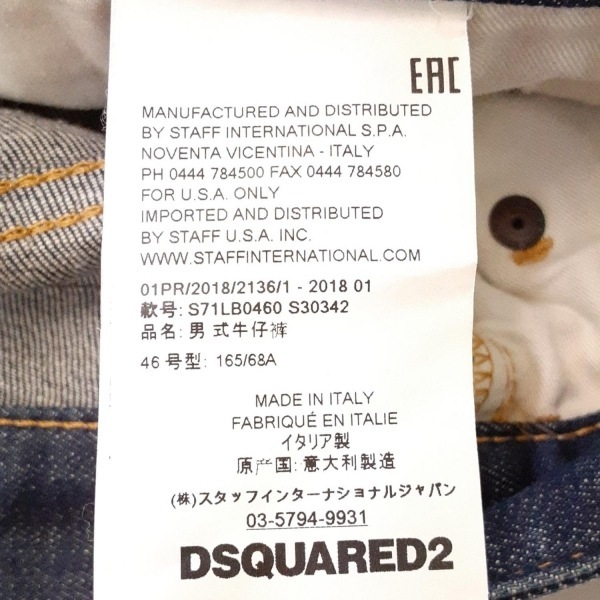 EAC
MANUFACTURED AND DISTRIBUTED
BY STAFF INTERNATIONAL S.P.A.
NOVENTA VICENTINA - ITALY
PH 0444 784500 FAX 0444 784580
FOR U.S.A. ONLY
IMPORTED AND DISTRIBUTED
BY STAFF U.S.A. INC.
WWW.STAFFINTERNATIONAL.COM
01PR/2018/2136/1 - 2018 01
款号: S71LB0460 S30342
品名: 男 式牛仔裤
46 号型: 165/68A
MADE IN ITALY
FABRIQUÉ EN ITALIE
イタリア製
原产国: 意大利製造
(株)スタッフインターナショナルジャパン
03-5794-9931
DSQUARED2